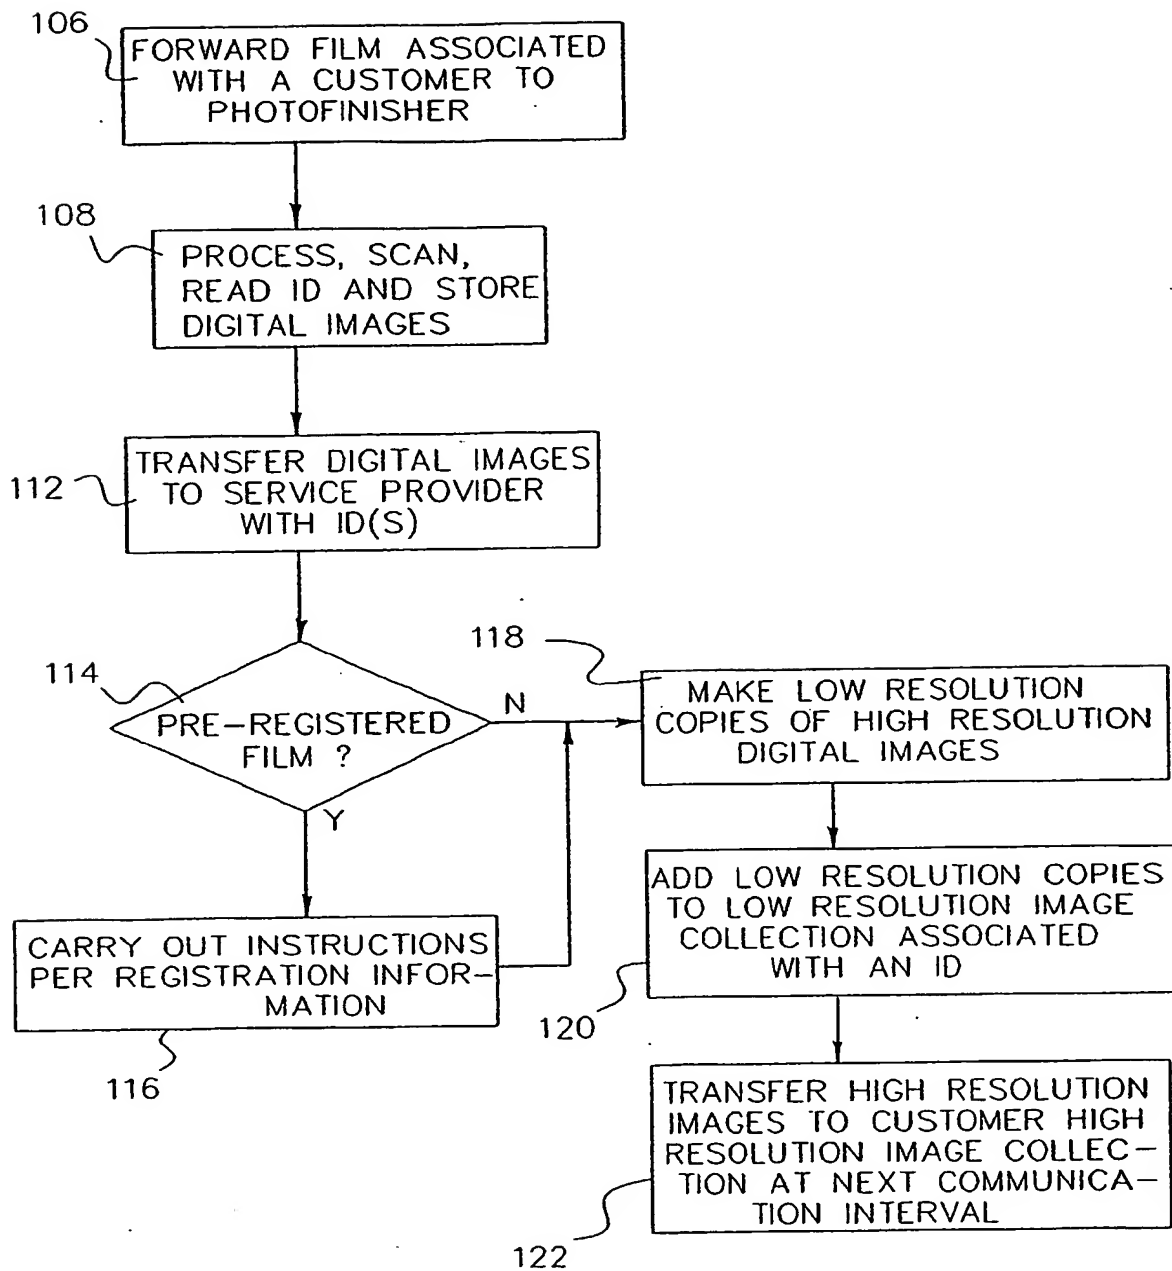 106
FORWARD FILM ASSOCIATED
WITH A CUSTOMER TO
PHOTOFINISHER
108
PROCESS, SCAN,
READ ID AND STORE
DIGITAL IMAGES
112
TRANSFER DIGITAL IMAGES
TO SERVICE PROVIDER
WITH ID(S)
114
PRE-REGISTERED
FILM ?
N
Y
116
CARRY OUT INSTRUCTIONS
PER REGISTRATION INFOR-
MATION
118
MAKE LOW RESOLUTION
COPIES OF HIGH RESOLUTION
DIGITAL IMAGES
120
ADD LOW RESOLUTION COPIES
TO LOW RESOLUTION IMAGE
COLLECTION ASSOCIATED
WITH AN ID
122
TRANSFER HIGH RESOLUTION
IMAGES TO CUSTOMER HIGH
RESOLUTION IMAGE COLLEC-
TION AT NEXT COMMUNICA-
TION INTERVAL